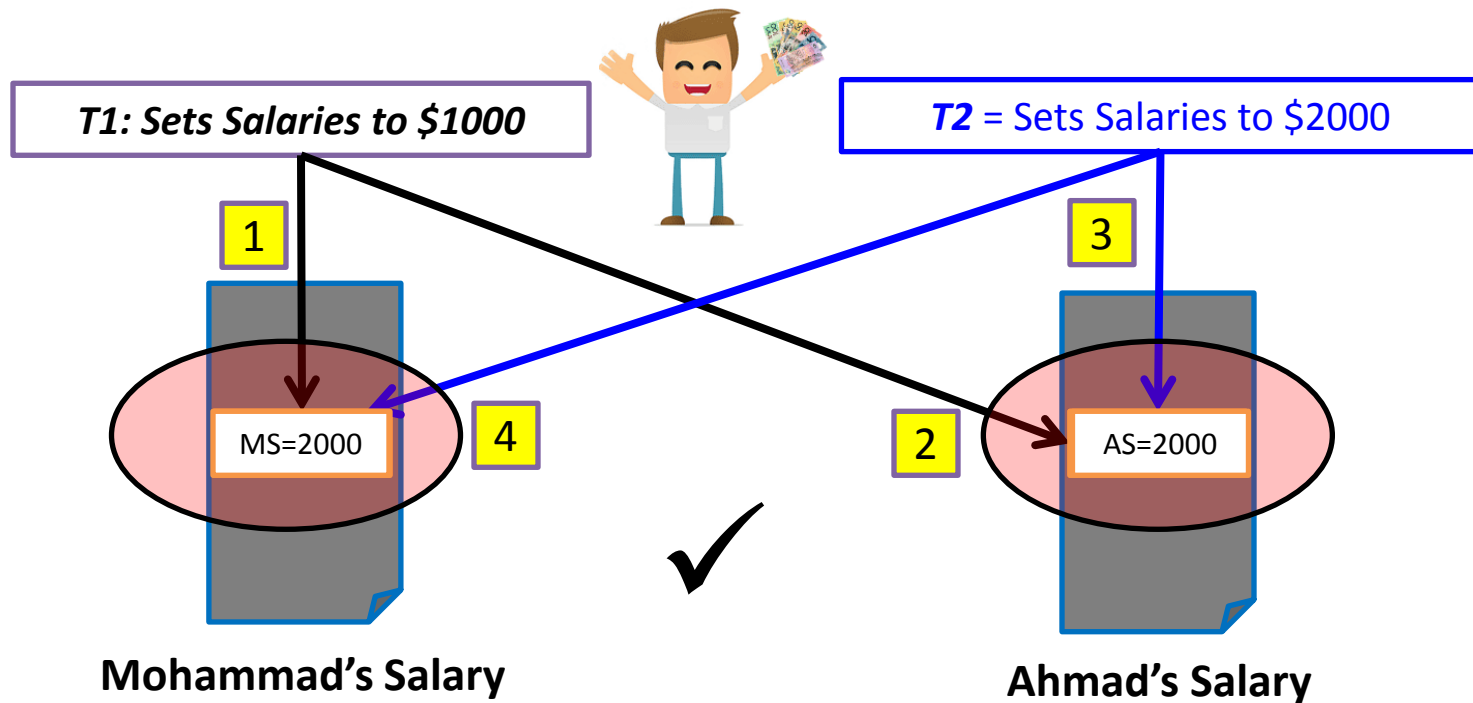 T1: Sets Salaries to $1000
T2 = Sets Salaries to $2000
1
3
MS=2000
4
2
AS=2000
Mohammad’s Salary
Ahmad’s Salary